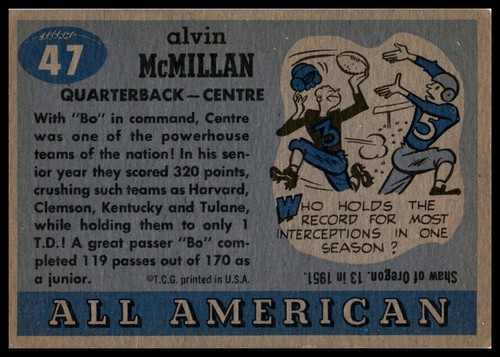 47
alvin
McMILLAN
QUARTERBACK—CENTRE
With "Bo" in command, Centre
was one of the powerhouse
teams of the nation! In his sen-
ior year they scored 320 points,
crushing such teams as Harvard,
Clemson, Kentucky and Tulane,
while holding them to only 1
T.D.! A great passer "Bo" com-
pleted 119 passes out of 170 as
a junior.
©T.C.G. printed in U.S.A.
3
5
WHO HOLDS THE
RECORD FOR MOST
INTERCEPTIONS IN ONE
SEASON?
Shaw of Oregon. 13 in 1951.
ALL AMERICAN